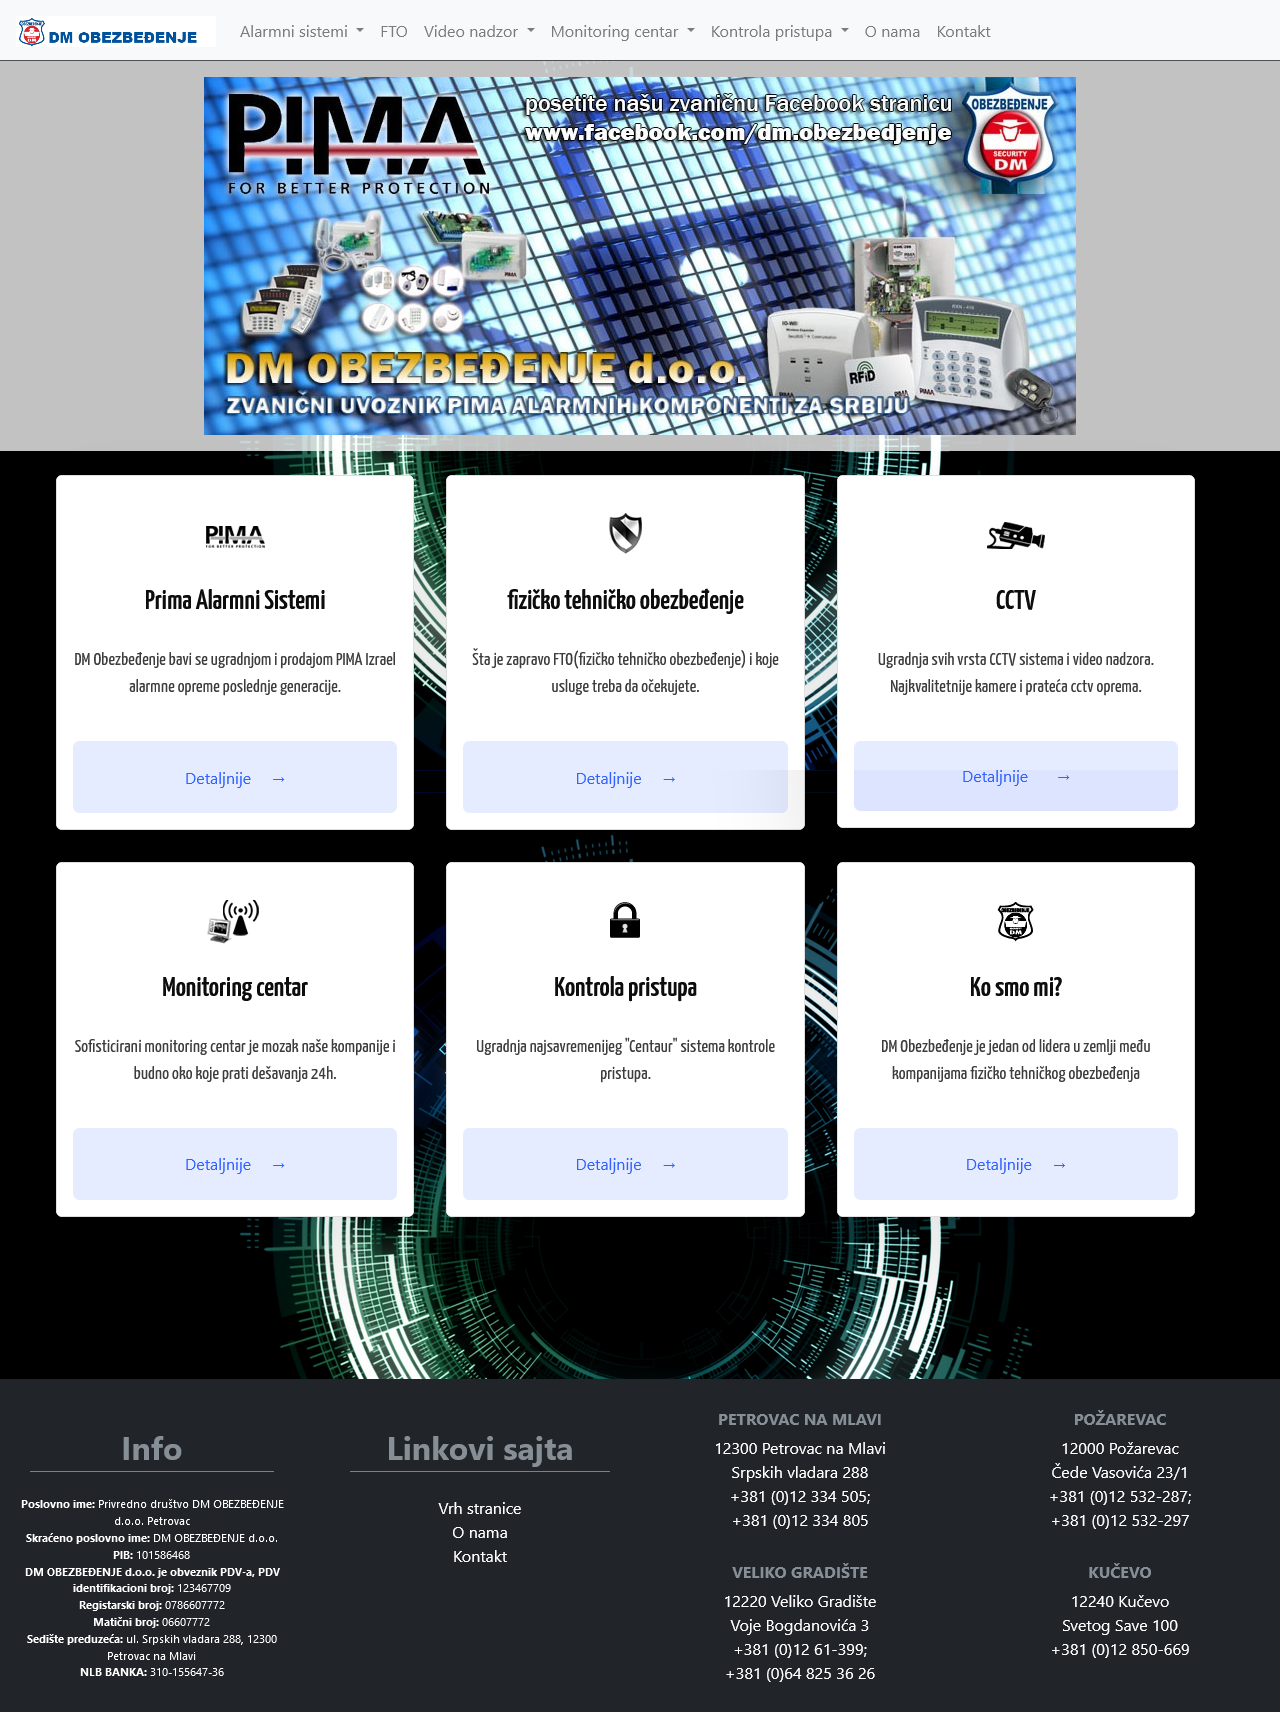 DM OBEZBEĐENJE
Alarmni sistemi
FTO
Video nadzor
Monitoring centar
Kontrola pristupa
O nama
Kontakt
PIMA
FOR BETTER PROTECTION
posetite našu zvaničnu Facebook stranicu
www.facebook.com/dm.obezbedjenje
OBEZBEĐENJE
SECURITY
DM
RFiD
DM OBEZBEĐENJE d.o.o.
ZVANIČNI UVOZNIK PIMA ALARMNIH KOMPONENTI ZA SRBIJU
PIMA
FOR BETTER PROTECTION
Prima Alarmni Sistemi
DM Obezbeđenje bavi se ugradnjom i prodajom PIMA Izrael
alarmne opreme poslednje generacije.
Detaljnije →
fizičko tehničko obezbeđenje
Šta je zapravo FTO(fizičko tehničko obezbeđenje) i koje
usluge treba da očekujete.
Detaljnije →
CCTV
Ugradnja svih vrsta CCTV sistema i video nadzora.
Najkvalitetnije kamere i prateća cctv oprema.
Detaljnije →
Monitoring centar
Sofisticirani monitoring centar je mozak naše kompanije i
budno oko koje prati dešavanja 24h.
Detaljnije →
Kontrola pristupa
Ugradnja najsavremenijeg "Centaur" sistema kontrole
pristupa.
Detaljnije →
OBEZBEĐENJE
DM
Ko smo mi?
DM Obezbeđenje je jedan od lidera u zemlji među
kompanijama fizičko tehničkog obezbeđenja
Detaljnije →
Info
Poslovno ime: Privredno društvo DM OBEZBEĐENJE
d.o.o. Petrovac
Skraćeno poslovno ime: DM OBEZBEĐENJE d.o.o.
PIB: 101586468
DM OBEZBEĐENJE d.o.o. je obveznik PDV-a, PDV
identifikacioni broj: 123467709
Registarski broj: 0786607772
Matični broj: 06607772
Sedište preduzeća: ul. Srpskih vladara 288, 12300
Petrovac na Mlavi
NLB BANKA: 310-155647-36
Linkovi sajta
Vrh stranice
O nama
Kontakt
PETROVAC NA MLAVI
12300 Petrovac na Mlavi
Srpskih vladara 288
+381 (0)12 334 505;
+381 (0)12 334 805
POŽAREVAC
12000 Požarevac
Čede Vasovića 23/1
+381 (0)12 532-287;
+381 (0)12 532-297
VELIKO GRADIŠTE
12220 Veliko Gradište
Voje Bogdanovića 3
+381 (0)12 61-399;
+381 (0)64 825 36 26
KUČEVO
12240 Kučevo
Svetog Save 100
+381 (0)12 850-669